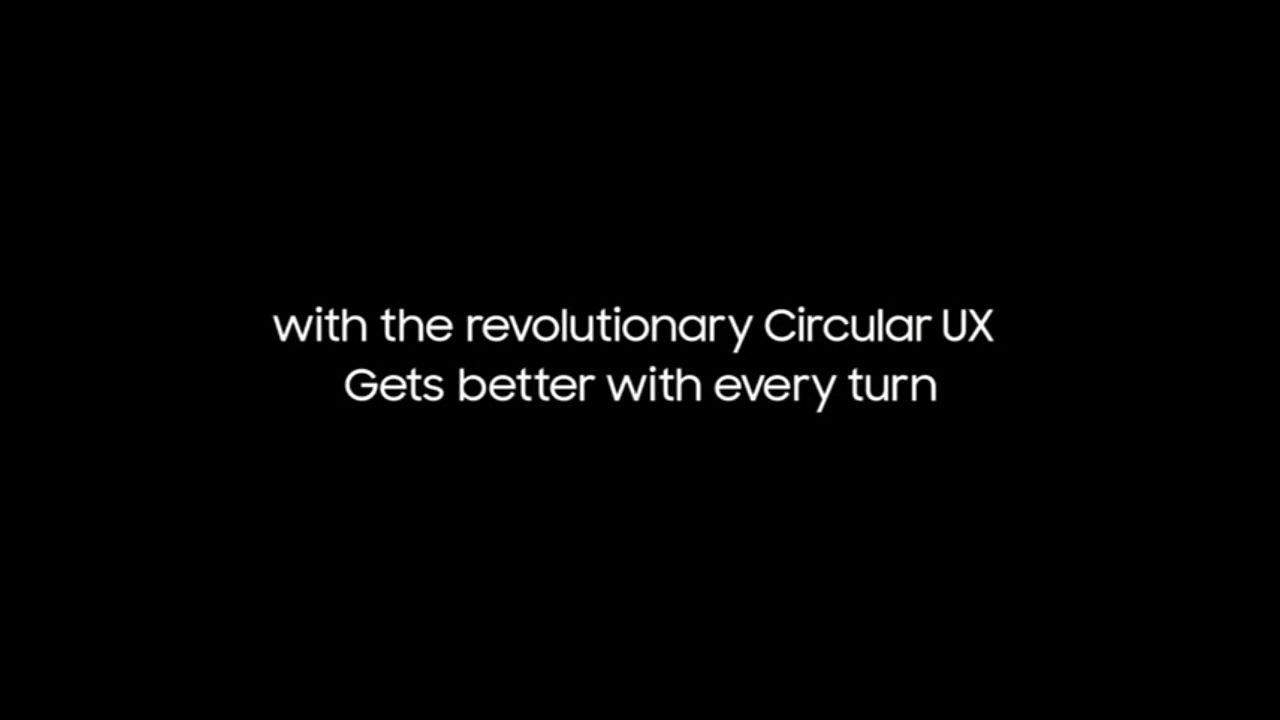 with the revolutionary Circular UX
Gets better with every turn